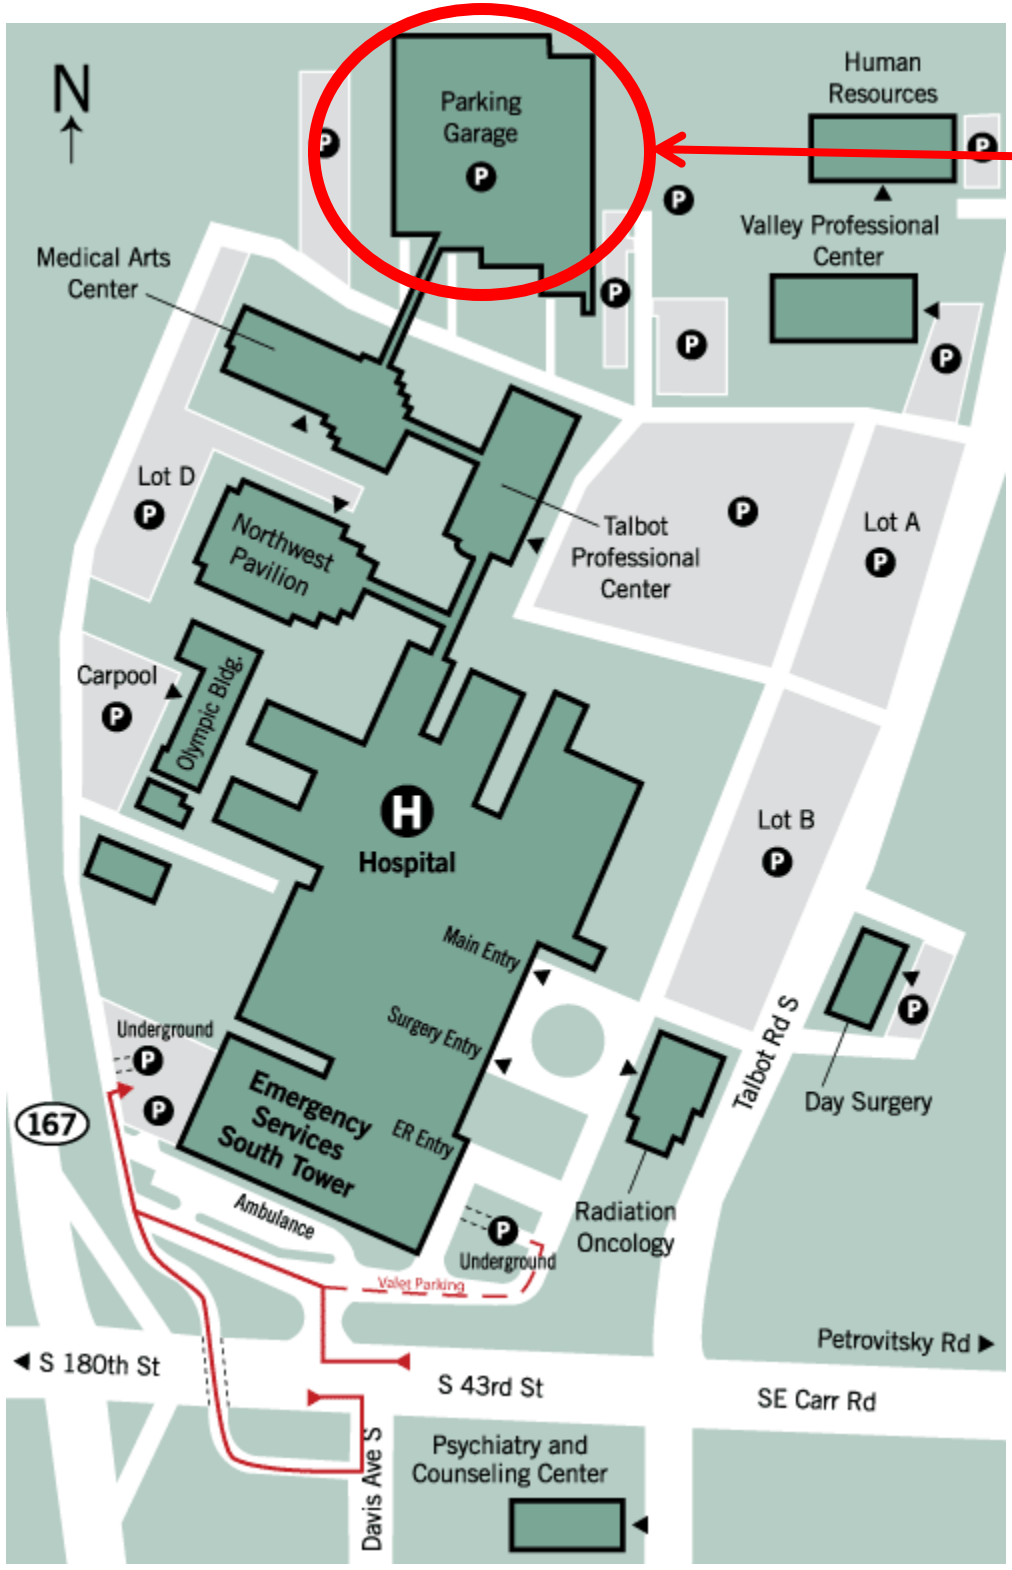 N
Parking
Garage
P
P
Human
Resources
P
P
Valley Professional
Center
Medical Arts
Center
P
P
P
Lot D
P
P
Lot A
P
Northwest
Pavilion
Talbot
Professional
Center
Carpool
P
Olympic Bldg.
H
Hospital
Lot B
P
Main Entry
Surgery Entry
ER Entry
Underground
P
P
Emergency
Services
South Tower
Ambulance
167
P
Talbot Rd S
Day Surgery
Radiation
Oncology
P
Underground
Valet Parking
S 180th St
S 43rd St
Petrovitsky Rd
SE Carr Rd
Davis Ave S
Psychiatry and
Counseling Center